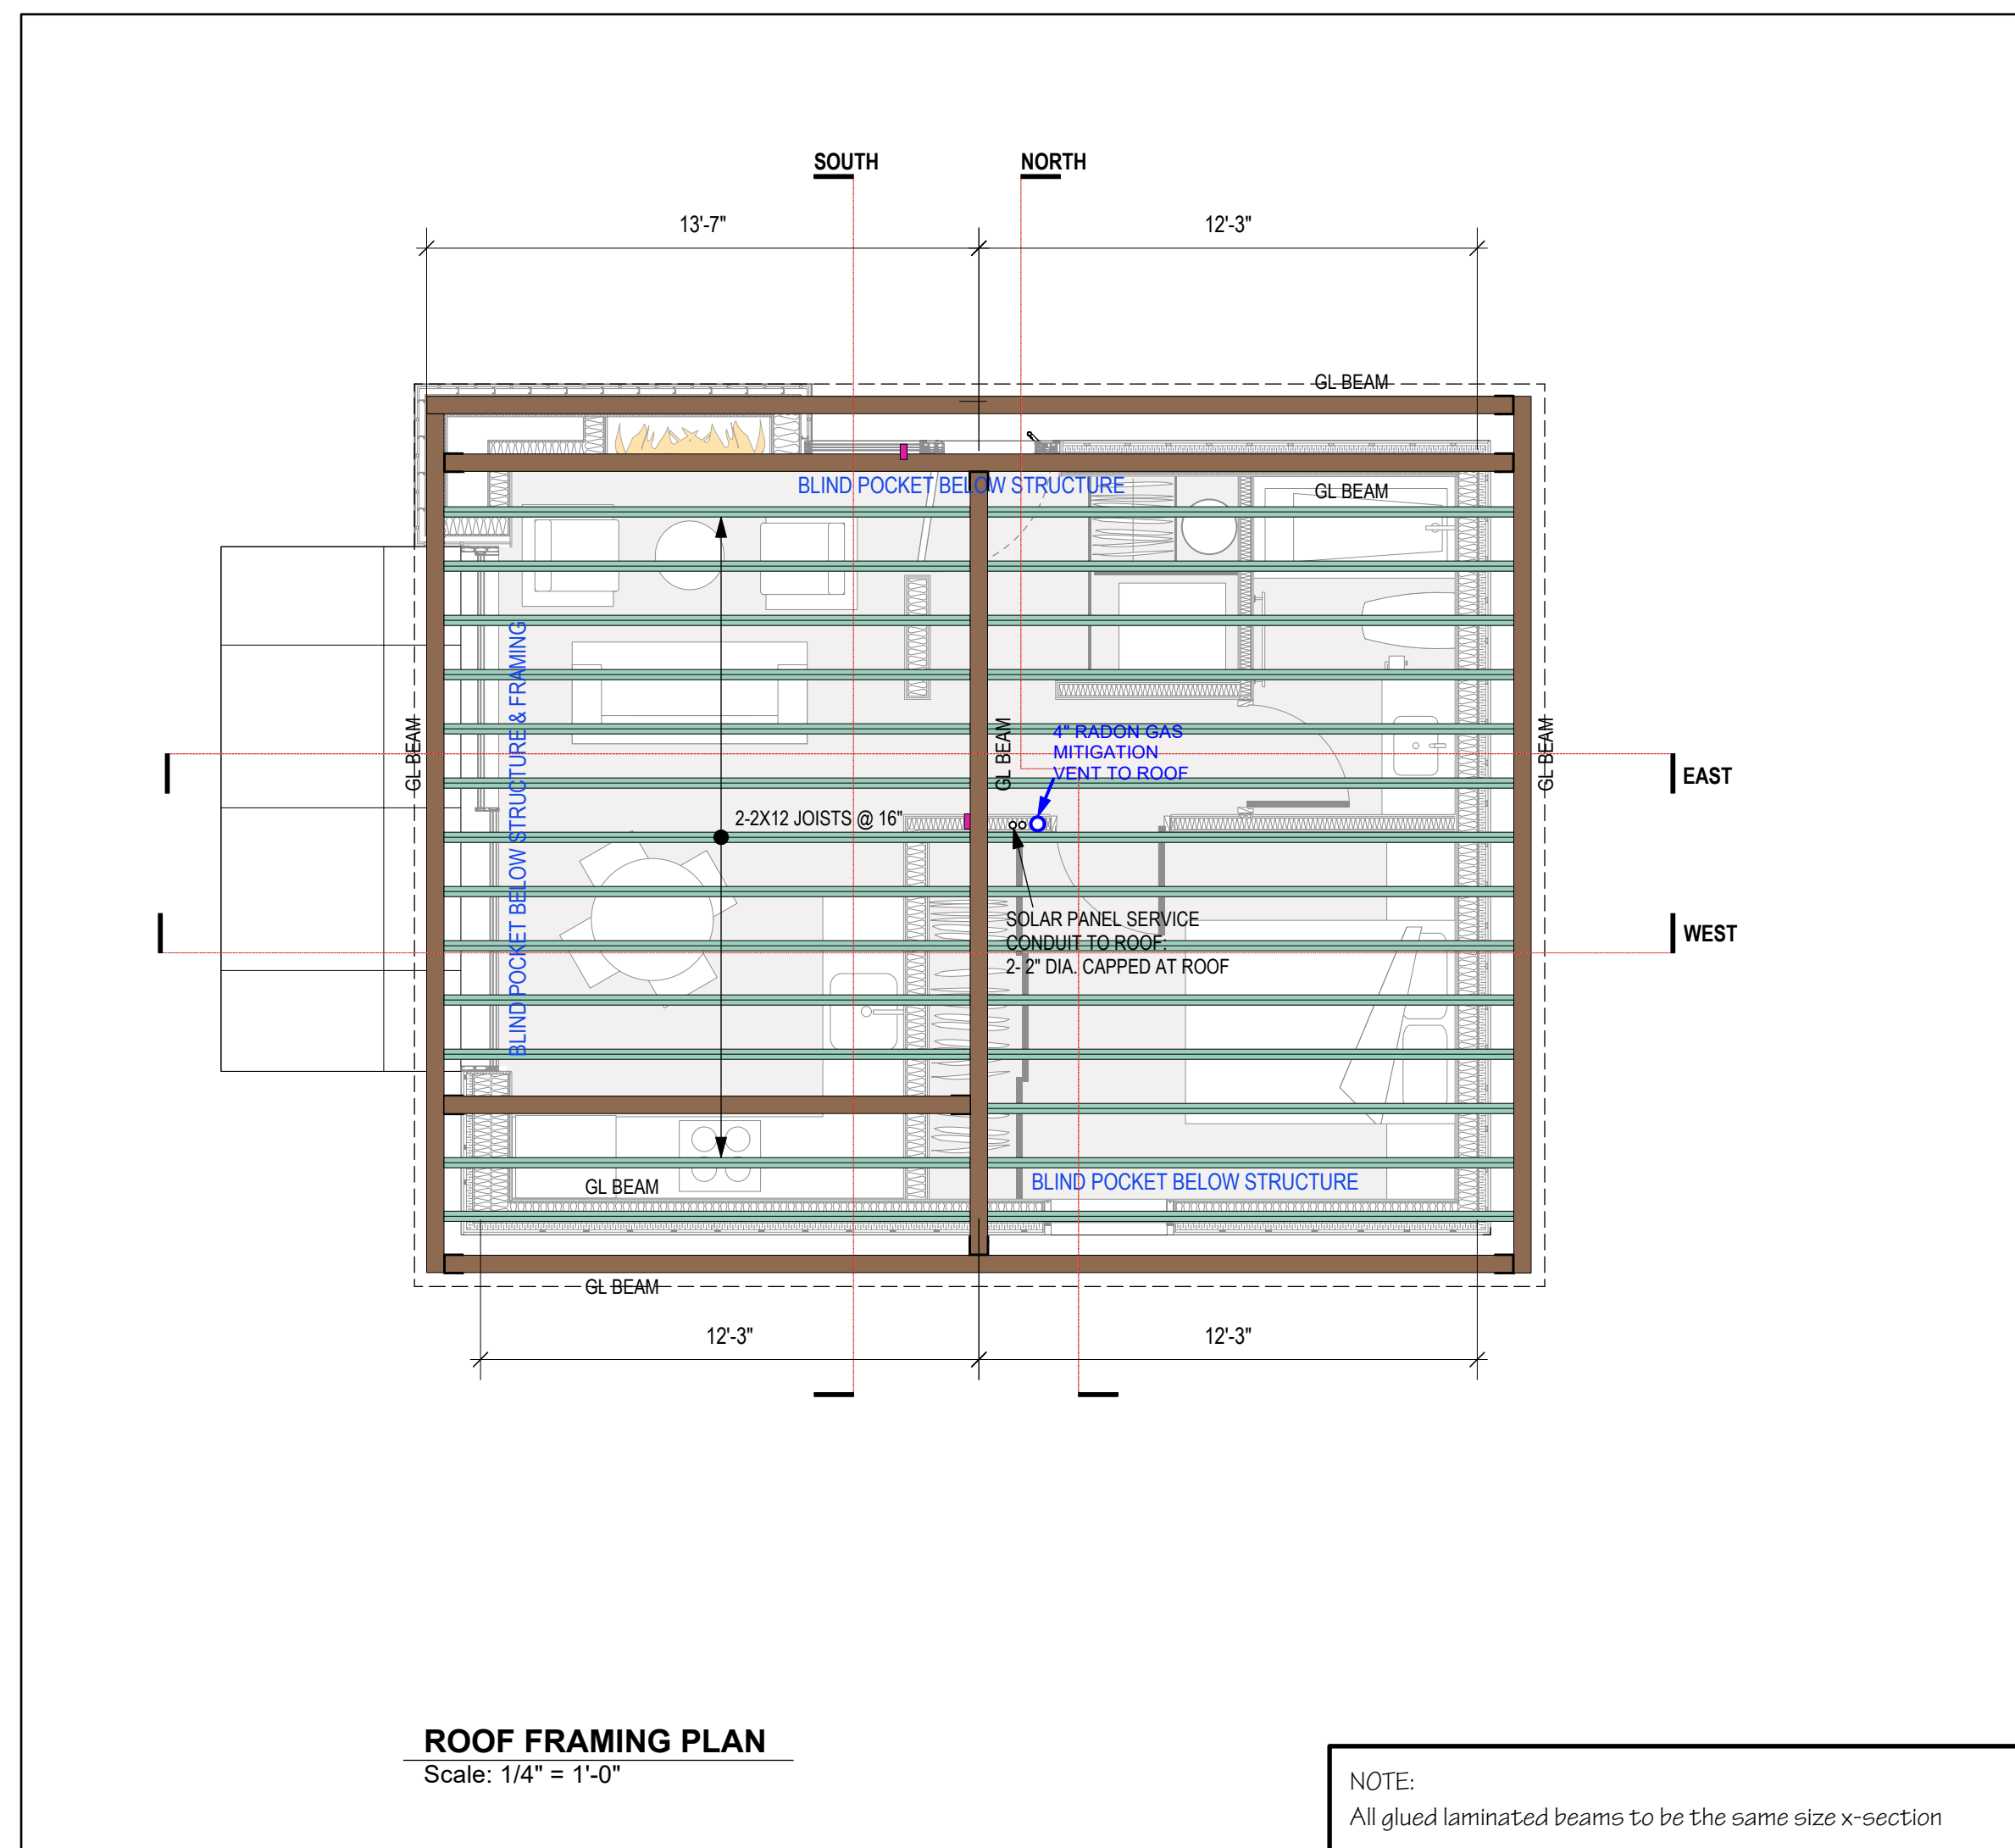 SOUTH
NORTH
13'-7"
12'-3"
GL BEAM
BLIND POCKET BELOW STRUCTURE
GL BEAM
BLIND POCKET BELOW STRUCTURE & FRAMING
GL BEAM
GL BEAM
GL BEAM
4" RADON GAS
MITIGATION
VENT TO ROOF
EAST
2-2X12 JOISTS @ 16"
SOLAR PANEL SERVICE
CONDUIT TO ROOF:
2- 2" DIA. CAPPED AT ROOF
WEST
GL BEAM
BLIND POCKET BELOW STRUCTURE
GL BEAM
12'-3"
12'-3"
ROOF FRAMING PLAN
Scale: 1/4" = 1'-0"
NOTE:
All glued laminated beams to be the same size x-section